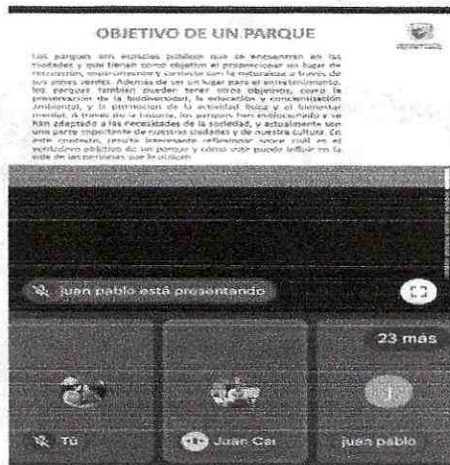 OBJETIVO DE UN PARQUE
Los parques son espacios públicos que se encuentran en las
ciudades y que tienen como objetivo el proporcionar un lugar de
recreación, esparcimiento y contacto con la naturaleza a través de
sus áreas verdes. Además de ser un lugar para el entretenimiento,
los parques también pueden tener otros objetivos, como la
preservación de la biodiversidad, la educación y concientización
ambiental, y la promoción de la actividad física y el bienestar
mental. A través de la historia, los parques han evolucionado y se
han adaptado a las necesidades de la sociedad, y actualmente son
una parte importante de nuestras ciudades y de nuestra cultura. En
este contexto, resulta interesante reflexionar sobre cuál es el
verdadero objetivo de un parque y cómo este puede influir en la
vida de las personas que lo utilizan
juan pablo está presentando
23 más
J
Tú
Juan Car
juan pablo